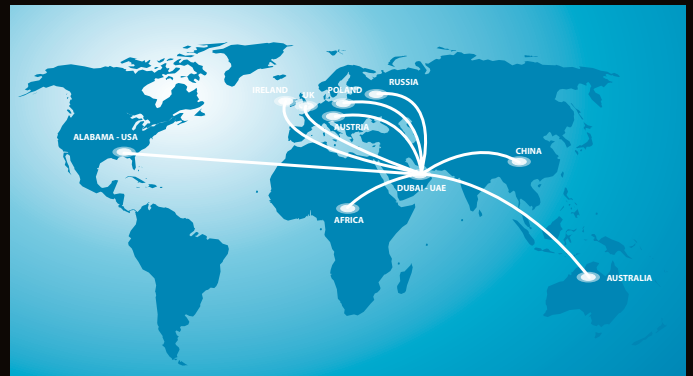 RUSSIA
IRELAND
UK
POLAND
AUSTRIA
ALABAMA - USA
CHINA
DUBAI - UAE
AFRICA
AUSTRALIA